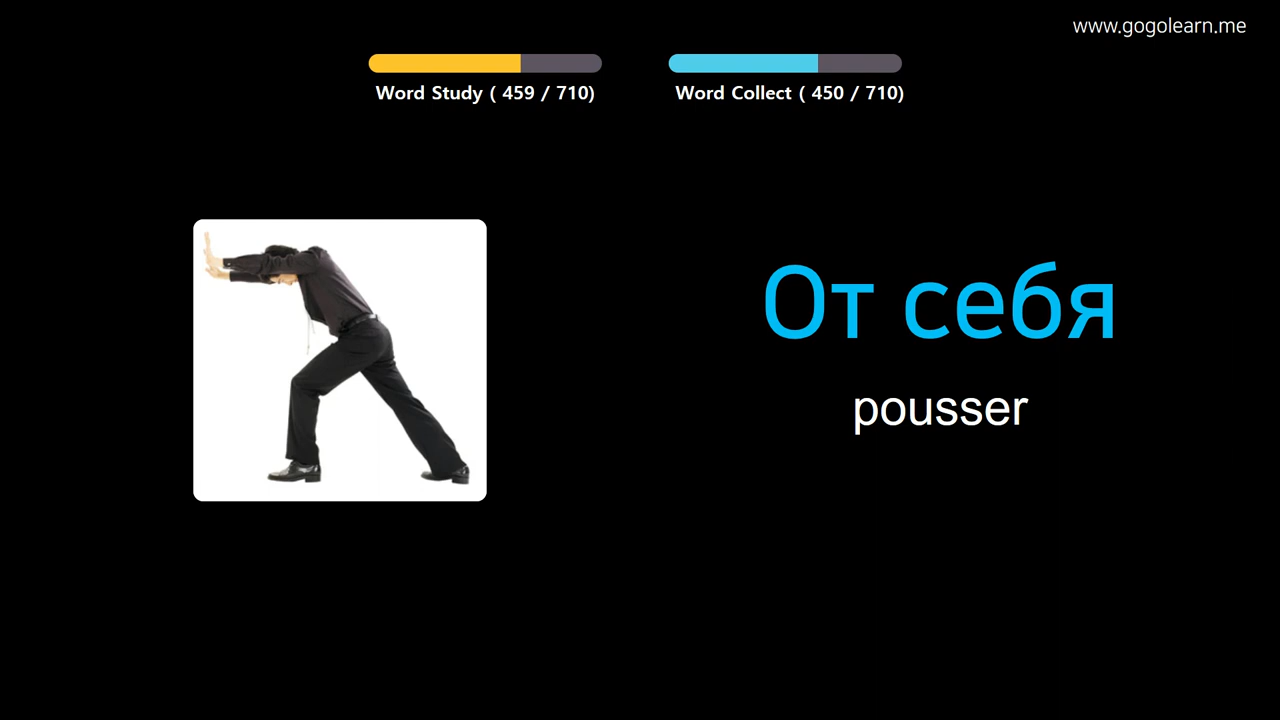 www.gogolearn.me
Word Study ( 459 / 710)
Word Collect ( 450 / 710)
От себя
pousser